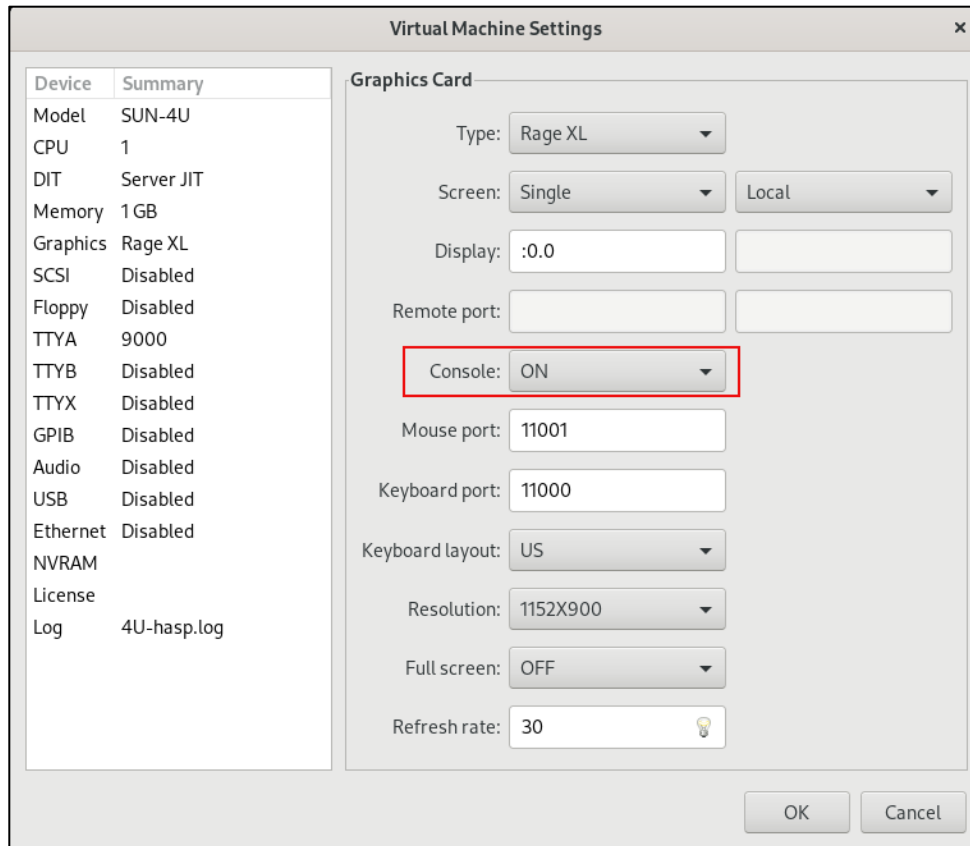 Virtual Machine Settings ×
Device Summary
Model SUN-4U
CPU 1
DIT Server JIT
Memory 1 GB
Graphics Rage XL
SCSI Disabled
Floppy Disabled
TTYA 9000
TTYB Disabled
TTYX Disabled
GPIB Disabled
Audio Disabled
USB Disabled
Ethernet Disabled
NVRAM
License
Log 4U-hasp.log
Graphics Card
Type: Rage XL
Screen: Single Local
Display: :0.0
Remote port:
Console: ON
Mouse port: 11001
Keyboard port: 11000
Keyboard layout: US
Resolution: 1152X900
Full screen: OFF
Refresh rate: 30
OK Cancel